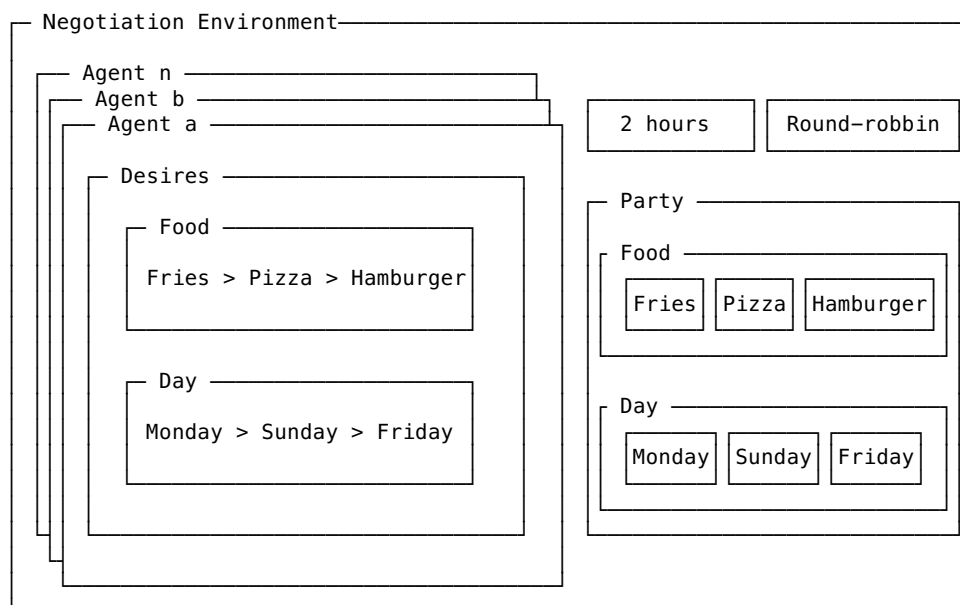 Negotiation Environment
Agent n
Agent b
Agent a
Desires
Food
Fries > Pizza > Hamburger
Day
Monday > Sunday > Friday
2 hours
Round-robbin
Party
Food
Fries Pizza Hamburger
Day
Monday Sunday Friday